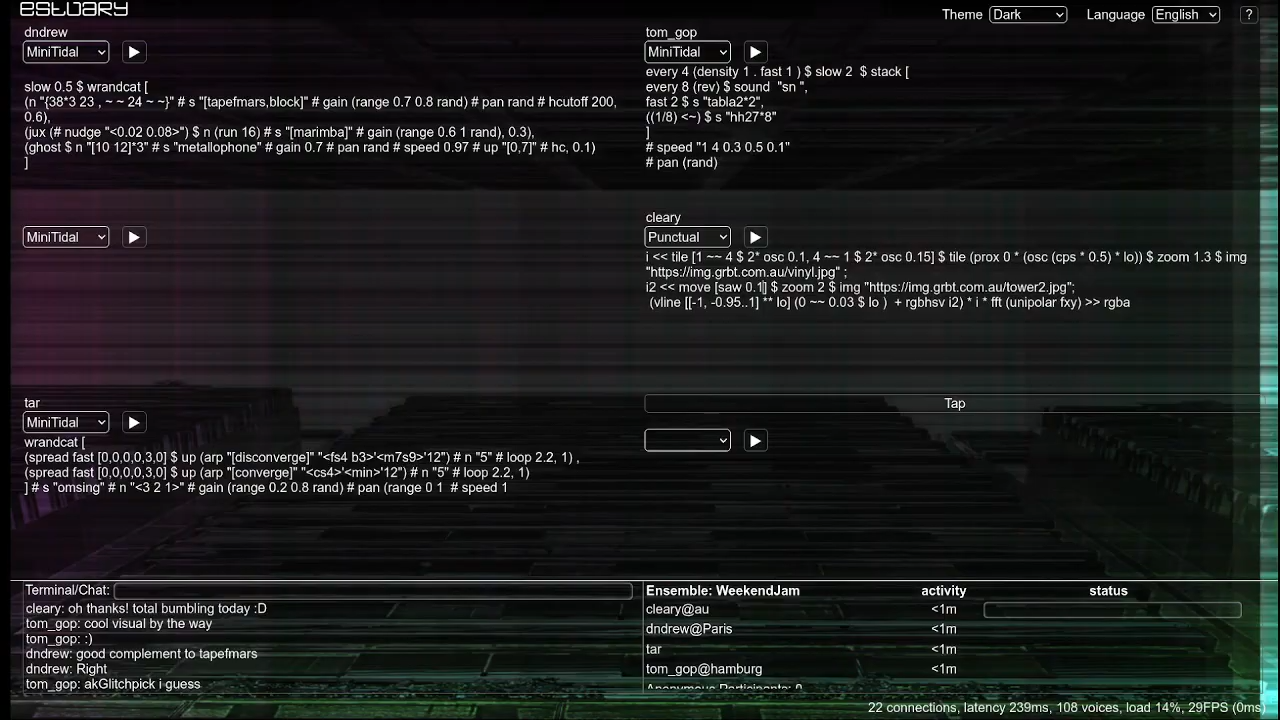 estuary
Theme Dark Language English ?
dndrew
MiniTidal
slow 0.5 $ wrandcat [
(n "{38*3 23 , ~ ~ 24 ~ ~}" # s "[tapefmars,block]" # gain (range 0.7 0.8 rand) # pan rand # hcutoff 200,
0.6),
(jux (# nudge "<0.02 0.08>") $ n (run 16) # s "[marimba]" # gain (range 0.6 1 rand), 0.3),
(ghost $ n "[10 12]*3" # s "metallophone" # gain 0.7 # pan rand # speed 0.97 # up "[0,7]" # hc, 0.1)
]
tom_gop
MiniTidal
every 4 (density 1 . fast 1 ) $ slow 2  $ stack [
every 8 (rev) $ sound  "sn ",
fast 2 $ s "tabla2*2",
((1/8) <~) $ s "hh27*8"
]
# speed "1 4 0.3 0.5 0.1"
# pan (rand)
MiniTidal
cleary
Punctual
i << tile [1 ~~ 4 $ 2* osc 0.1, 4 ~~ 1 $ 2* osc 0.15] $ tile (prox 0 * (osc (cps * 0.5) * lo)) $ zoom 1.3 $ img
"https://img.grbt.com.au/vinyl.jpg" ;
i2 << move [saw 0.1] $ zoom 2 $ img "https://img.grbt.com.au/tower2.jpg";
(vline [[-1, -0.95..1] ** lo] (0 ~~ 0.03 $ lo )  + rgbhsv i2) * i * fft (unipolar fxy) >> rgba
tar
MiniTidal
wrandcat [
(spread fast [0,0,0,0,3,0] $ up (arp "[disconverge]" "<fs4 b3>'<m7s9>'12") # n "5" # loop 2.2, 1) ,
(spread fast [0,0,0,0,3,0] $ up (arp "[converge]" "<cs4>'<min>'12") # n "5" # loop 2.2, 1)
] # s "omsing" # n "<3 2 1>" # gain (range 0.2 0.8 rand) # pan (range 0 1  # speed 1
Tap
Terminal/Chat:
cleary: oh thanks! total bumbling today :D
tom_gop: cool visual by the way
tom_gop: :)
dndrew: good complement to tapefmars
dndrew: Right
tom_gop: akGlitchpick i guess
Ensemble: WeekendJam activity status
cleary@au <1m
dndrew@Paris <1m
tar <1m
tom_gop@hamburg <1m
Anonymous Participants: 0
22 connections, latency 239ms, 108 voices, load 14%, 29FPS (0ms)